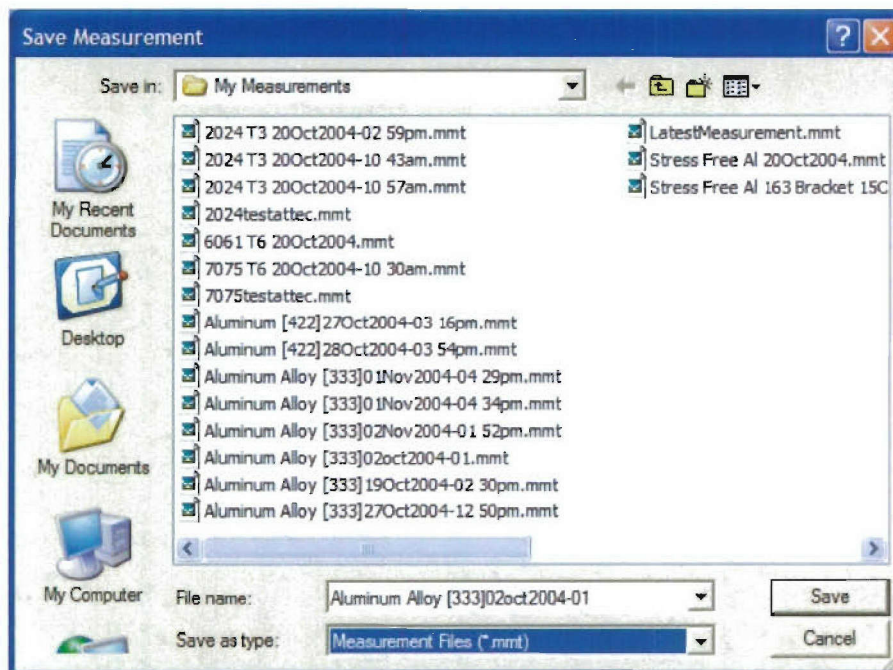 Save Measurement
Save in: My Measurements
2024 T3 20Oct2004-02 59pm.mmt
2024 T3 20Oct2004-10 43am.mmt
2024 T3 20Oct2004-10 57am.mmt
2024testattec.mmt
6061 T6 20Oct2004.mmt
7075 T6 20Oct2004-10 30am.mmt
7075testattec.mmt
Aluminum [422]27Oct2004-03 16pm.mmt
Aluminum [422]28Oct2004-03 54pm.mmt
Aluminum Alloy [333]01Nov2004-04 29pm.mmt
Aluminum Alloy [333]01Nov2004-04 34pm.mmt
Aluminum Alloy [333]02Nov2004-01 52pm.mmt
Aluminum Alloy [333]02oct2004-01.mmt
Aluminum Alloy [333]19Oct2004-02 30pm.mmt
Aluminum Alloy [333]27Oct2004-12 50pm.mmt
LatestMeasurement.mmt
Stress Free Al 20Oct2004.mmt
Stress Free Al 163 Bracket 15O
My Recent
Documents
Desktop
My Documents
My Computer
File name: Aluminum Alloy [333]02oct2004-01 Save
Save as type: Measurement Files (*.mmt) Cancel